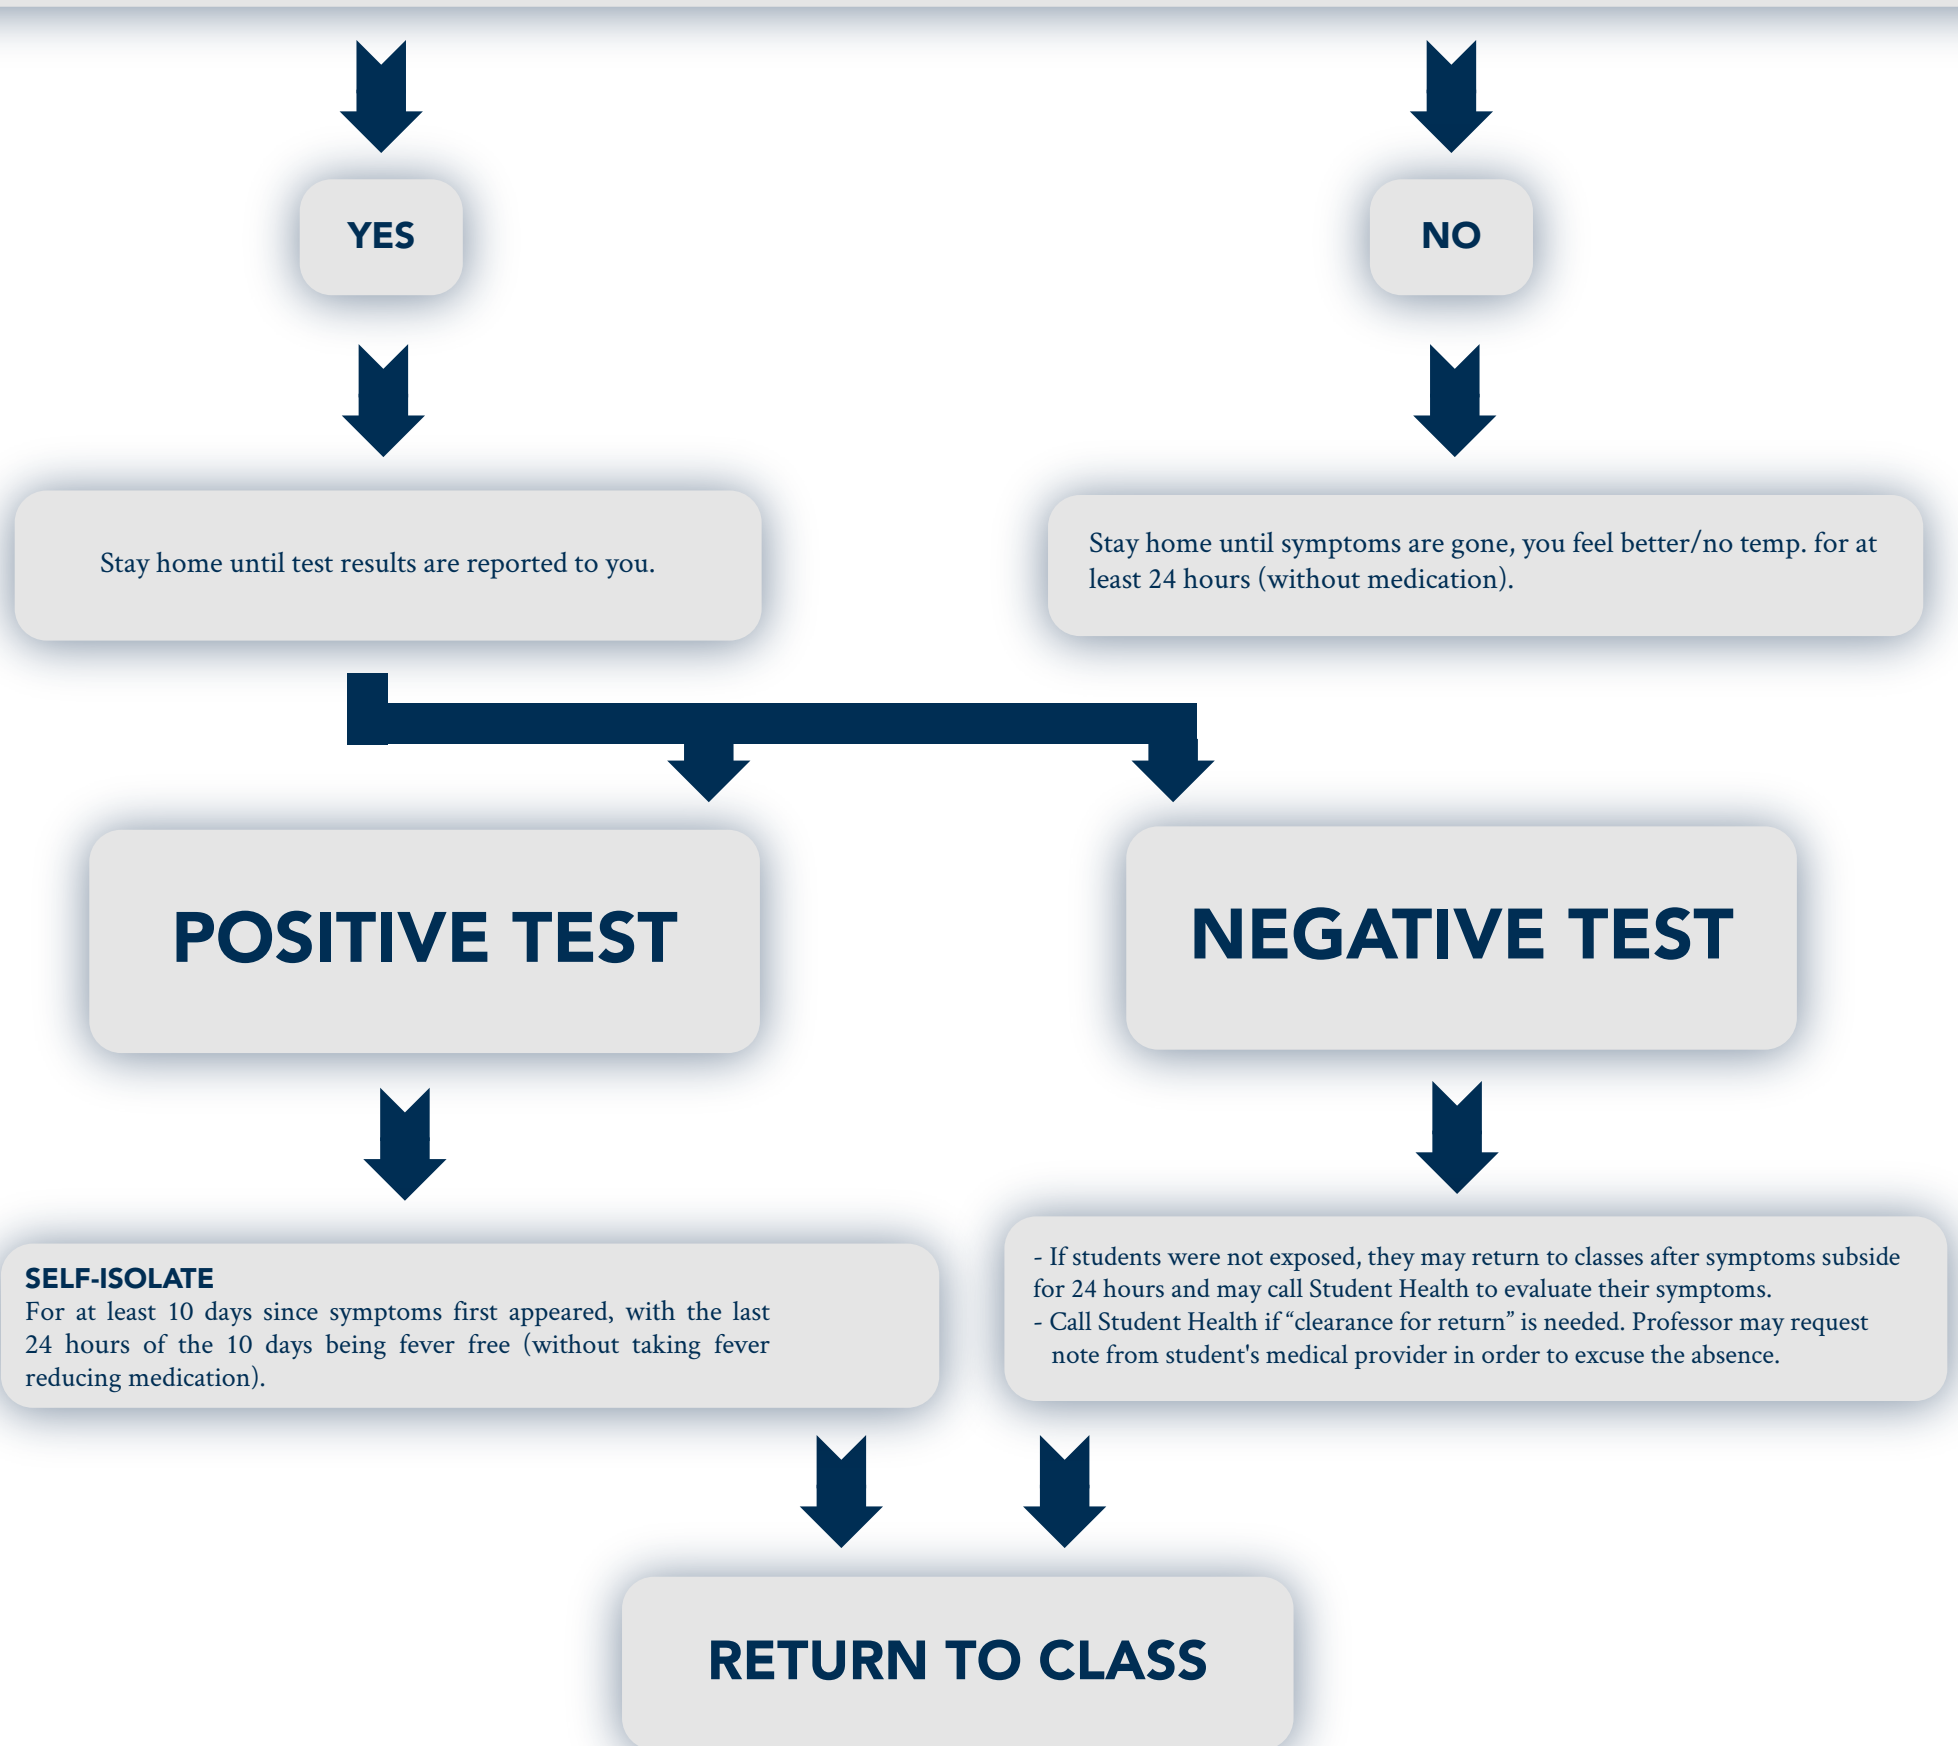 YES
NO
Stay home until test results are reported to you.
Stay home until symptoms are gone, you feel better/no temp. for at
least 24 hours (without medication).
POSITIVE TEST
NEGATIVE TEST
SELF-ISOLATE
For at least 10 days since symptoms first appeared, with the last
24 hours of the 10 days being fever free (without taking fever
reducing medication).
- If students were not exposed, they may return to classes after symptoms subside
for 24 hours and may call Student Health to evaluate their symptoms.
- Call Student Health if “clearance for return” is needed. Professor may request
note from student's medical provider in order to excuse the absence.
RETURN TO CLASS